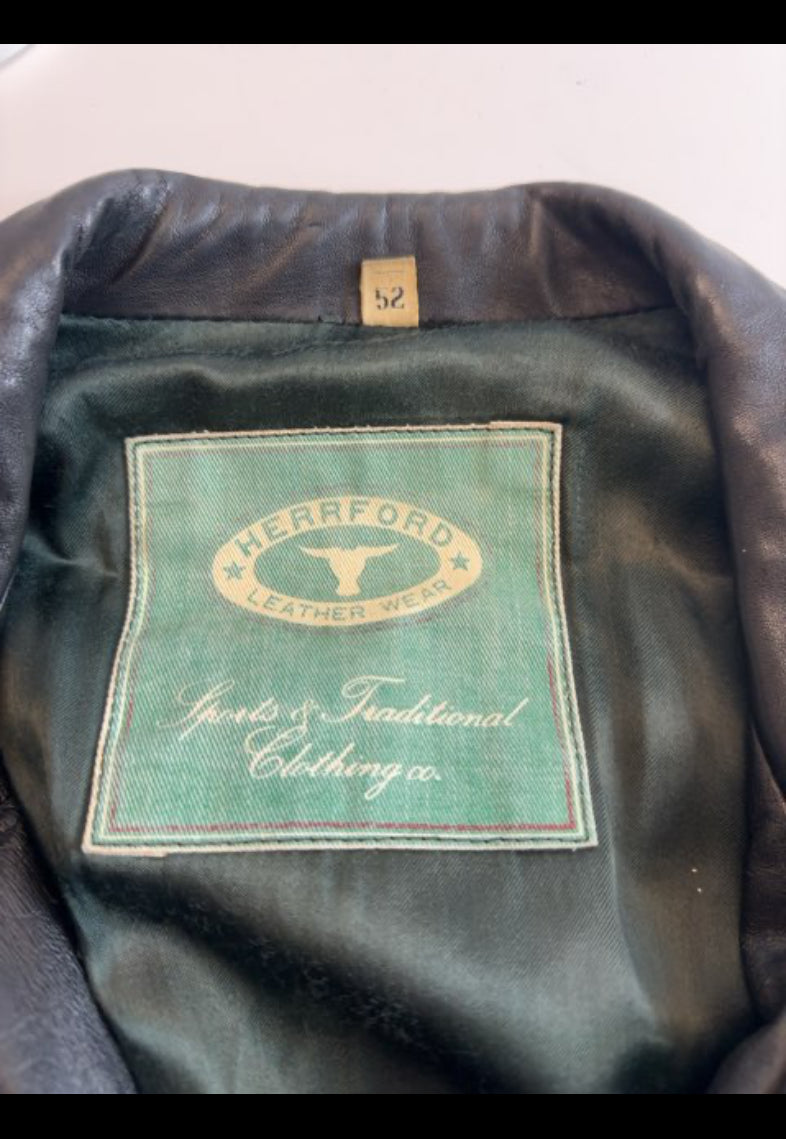 52
HERRFORD
LEATHER WEAR
Sports & Traditional
Clothing co.